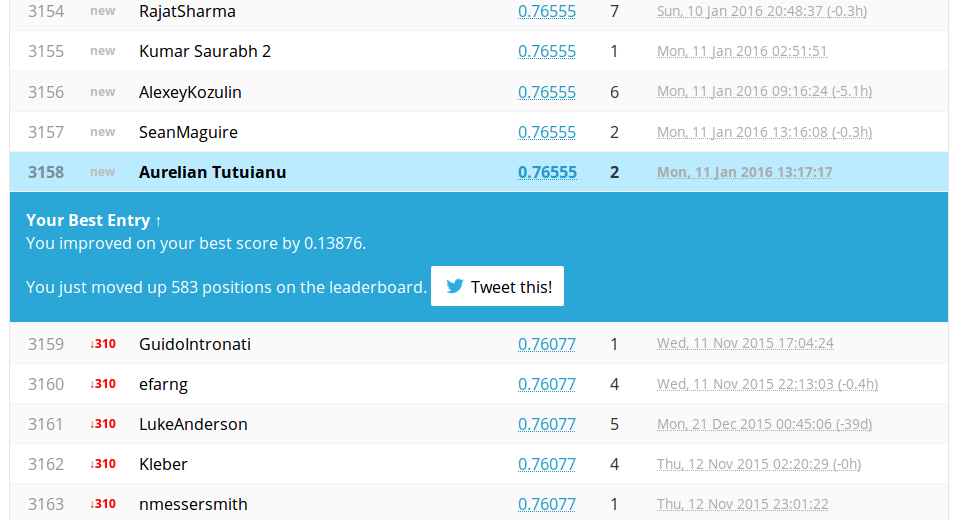 3154 new RajatSharma 0.76555 7 Sun, 10 Jan 2016 20:48:37 (-0.3h)
3155 new Kumar Saurabh 2 0.76555 1 Mon, 11 Jan 2016 02:51:51
3156 new AlexeyKozulin 0.76555 6 Mon, 11 Jan 2016 09:16:24 (-5.1h)
3157 new SeanMaguire 0.76555 2 Mon, 11 Jan 2016 13:16:08 (-0.3h)
3158 new Aurelian Tutuianu 0.76555 2 Mon, 11 Jan 2016 13:17:17
Your Best Entry ↑
You improved on your best score by 0.13876.
You just moved up 583 positions on the leaderboard. Tweet this!
3159 ↓310 GuidoIntronati 0.76077 1 Wed, 11 Nov 2015 17:04:24
3160 ↓310 efarng 0.76077 4 Wed, 11 Nov 2015 22:13:03 (-0.4h)
3161 ↓310 LukeAnderson 0.76077 5 Mon, 21 Dec 2015 00:45:06 (-39d)
3162 ↓310 Kleber 0.76077 4 Thu, 12 Nov 2015 02:20:29 (-0h)
3163 ↓310 nmessersmith 0.76077 1 Thu, 12 Nov 2015 23:01:22